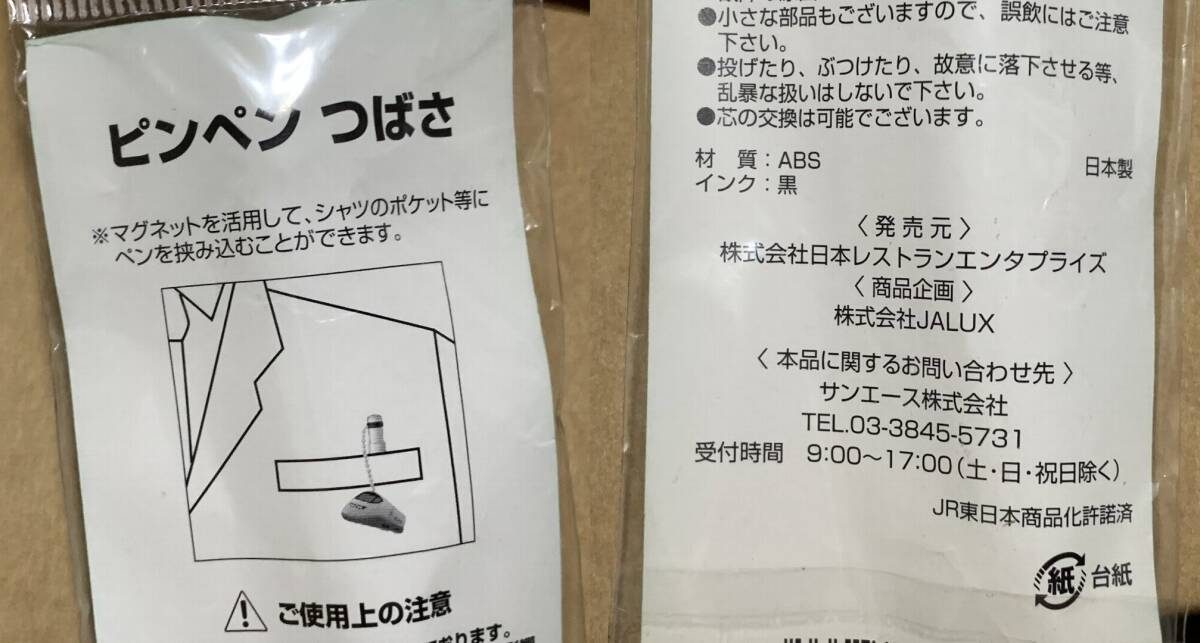 ピンペン つばさ
※マグネットを活用して、シャツのポケット等に
ペンを挟み込むことができます。
ご使用上の注意
おります。
●小さな部品もございますので、誤飲にはご注意
下さい。
●投げたり、ぶつけたり、故意に落下させる等、
乱暴な扱いはしないで下さい。
●芯の交換は可能でございます。
材 質：ABS
日本製
インク：黒
〈発売元〉
株式会社日本レストランエンタプライズ
〈商品企画〉
株式会社JALUX
〈本品に関するお問い合わせ先〉
サンエース株式会社
TEL.03-3845-5731
受付時間 9:00〜17:00（土・日・祝日除く）
JR東日本商品化許諾済
紙 台紙